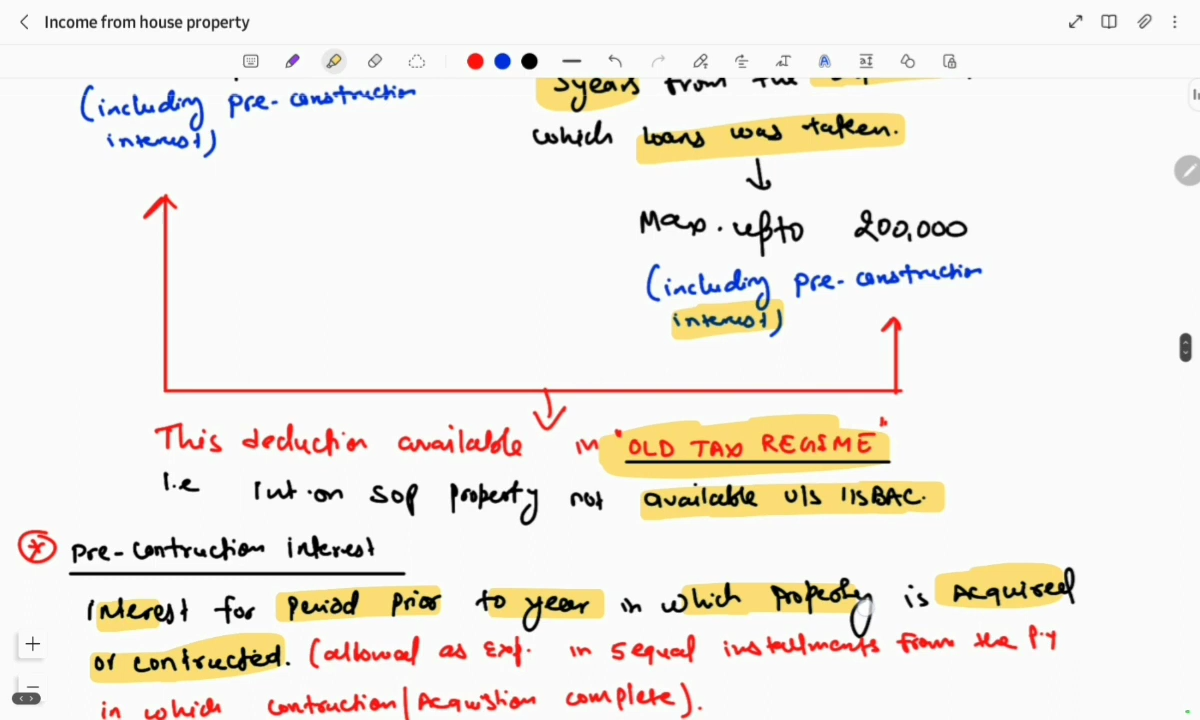 Income from house property
(including pre-construction
interest)
5years from the
which loans was taken.
Max. upto 200,000
(including pre-construction
interest)
This deduction available in "OLD TAX REGIME"
i.e Int.on SOP property not available u/s 115BAC.
Pre-contruction interest
Interest for period prior to year in which property is Acquired
or contructed. (allowed as Exp. in 5 equal installments from the P.y
in which contruction/Acquistion complete).